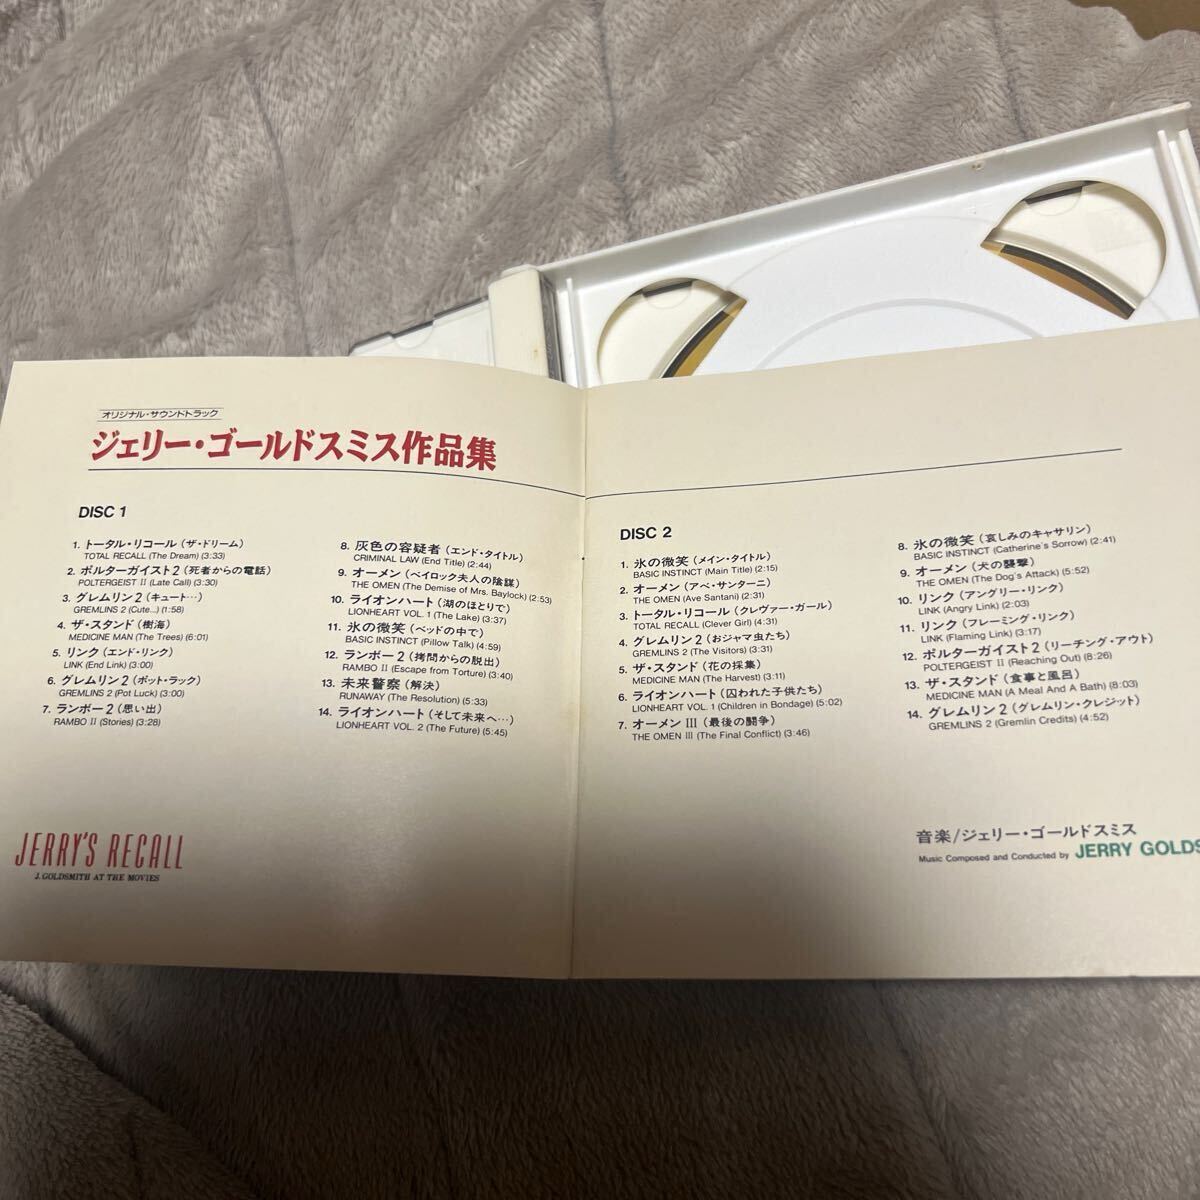 オリジナル・サウンドトラック
ジェリー・ゴールドスミス作品集
DISC 1
1. トータル・リコール（ザ・ドリーム）
TOTAL RECALL (The Dream) (3:33)
2. ポルターガイスト2（死者からの電話）
POLTERGEIST II (Late Call) (3:30)
3. グレムリン2（キュート…）
GREMLINS 2 (Cute...) (1:58)
4. ザ・スタンド（樹海）
MEDICINE MAN (The Trees) (6:01)
5. リンク（エンド・リンク）
LINK (End Link) (3:00)
6. グレムリン2（ポット・ラック）
GREMLINS 2 (Pot Luck) (3:00)
7. ランボー2（思い出）
RAMBO II (Stories) (3:28)
8. 灰色の容疑者（エンド・タイトル）
CRIMINAL LAW (End Title) (2:44)
9. オーメン（ベイロック夫人の陰謀）
THE OMEN (The Demise of Mrs. Baylock) (2:53)
10. ライオンハート（湖のほとりで）
LIONHEART VOL. 1 (The Lake) (3:37)
11. 氷の微笑（ベッドの中で）
BASIC INSTINCT (Pillow Talk) (4:59)
12. ランボー2（拷問からの脱出）
RAMBO II (Escape from Torture) (3:40)
13. 未来警察（解決）
RUNAWAY (The Resolution) (5:33)
14. ライオンハート（そして未来へ…）
LIONHEART VOL. 2 (The Future) (5:45)
JERRY'S RECALL
J. GOLDSMITH AT THE MOVIES
DISC 2
1. 氷の微笑（メイン・タイトル）
BASIC INSTINCT (Main Title) (2:15)
2. オーメン（アベ・サンターニ）
THE OMEN (Ave Santani) (2:31)
3. トータル・リコール（クレヴァー・ガール）
TOTAL RECALL (Clever Girl) (4:31)
4. グレムリン2（おジャマ虫たち）
GREMLINS 2 (The Visitors) (3:31)
5. ザ・スタンド（花の採集）
MEDICINE MAN (The Harvest) (3:11)
6. ライオンハート（囚われた子供たち）
LIONHEART VOL. 1 (Children in Bondage) (5:02)
7. オーメン III（最後の闘争）
THE OMEN III (The Final Conflict) (3:46)
8. 氷の微笑（哀しみのキャサリン）
BASIC INSTINCT (Catherine's Sorrow) (2:41)
9. オーメン（犬の襲撃）
THE OMEN (The Dog's Attack) (5:52)
10. リンク（アングリー・リンク）
LINK (Angry Link) (2:03)
11. リンク（フレーミング・リンク）
LINK (Flaming Link) (3:17)
12. ポルターガイスト2（リーチング・アウト）
POLTERGEIST II (Reaching Out) (8:26)
13. ザ・スタンド（食事と風呂）
MEDICINE MAN (A Meal And A Bath) (8:03)
14. グレムリン2（グレムリン・クレジット）
GREMLINS 2 (Gremlin Credits) (4:52)
音楽/ジェリー・ゴールドスミス
Music Composed and Conducted by JERRY GOLDS